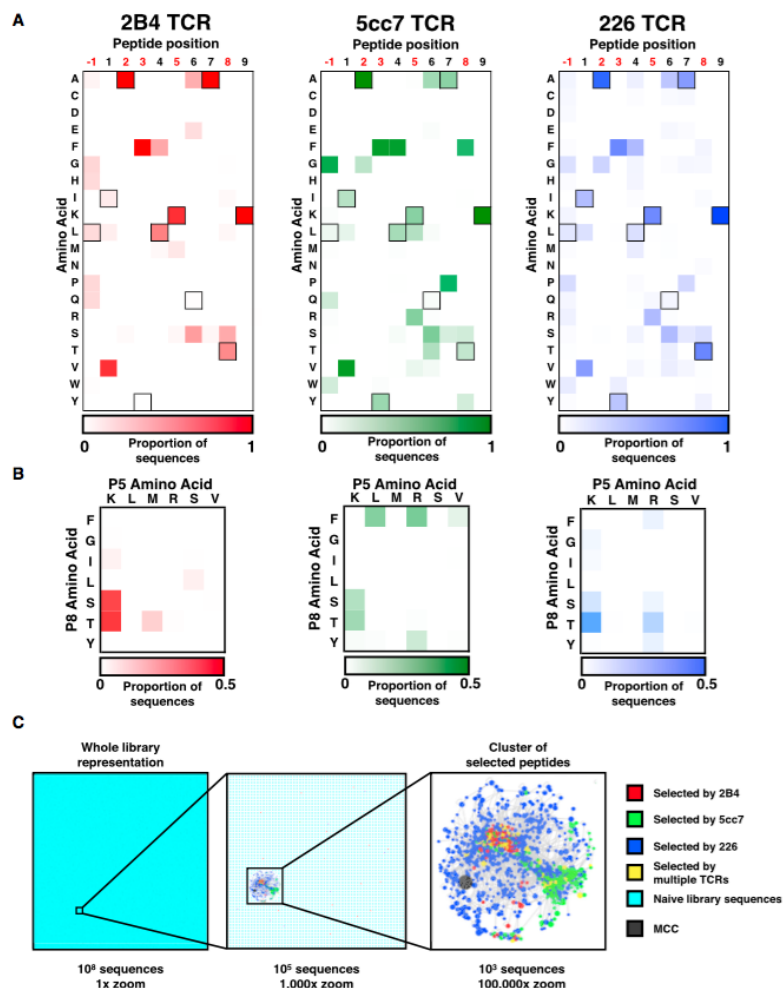 A
2B4 TCR 5cc7 TCR 226 TCR
Peptide position Peptide position Peptide position
-1 1 2 3 4 5 6 7 8 9 -1 1 2 3 4 5 6 7 8 9 -1 1 2 3 4 5 6 7 8 9
Amino Acid Amino Acid Amino Acid
A A A
C C C
D D D
E E E
F F F
G G G
H H H
I I I
K K K
L L L
M M M
N N N
P P P
Q Q Q
R R R
S S S
T T T
V V V
W W W
Y Y Y
0 Proportion of sequences 1 0 Proportion of sequences 1 0 Proportion of sequences 1
B
P5 Amino Acid P5 Amino Acid P5 Amino Acid
K L M R S V K L M R S V K L M R S V
P8 Amino Acid P8 Amino Acid P8 Amino Acid
F F F
G G G
I I I
L L L
S S S
T T T
Y Y Y
0 Proportion of sequences 0.5 0 Proportion of sequences 0.5 0 Proportion of sequences 0.5
C
Whole library
representation
Cluster of
selected peptides
Selected by 2B4
Selected by 5cc7
Selected by 226
Selected by
multiple TCRs
Naive library sequences
MCC
10⁸ sequences 10⁵ sequences 10³ sequences
1x zoom 1,000x zoom 100,000x zoom